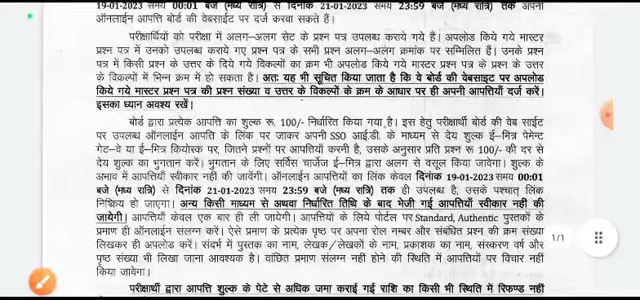 19-01-2023 समय 00:01 बजे (मध्य रात्रि) से दिनांक 21-01-2023 समय 23:59 बजे (मध्य रात्रि) तक अपनी
ऑनलाईन आपत्ति बोर्ड की वेबसाईट पर दर्ज करवा सकते हैं।
परीक्षार्थियों को परीक्षा में अलग–अलग सेट के प्रश्न पत्र उपलब्ध कराये गये हैं। अपलोड किये गये मास्टर
प्रश्न पत्र में उनको उपलब्ध कराये गए प्रश्न पत्र के सभी प्रश्न अलग–अलग क्रमांक पर सम्मिलित हैं। उनके प्रश्न
पत्र में किसी प्रश्न के उत्तर के दिये गये विकल्पों का क्रम भी अपलोड किये गये मास्टर प्रश्न पत्र के प्रश्न के उत्तर
के विकल्पों में भिन्न क्रम में हो सकता है। अतः यह भी सूचित किया जाता है कि वे बोर्ड की वेबसाइट पर अपलोड
किये गये मास्टर प्रश्न पत्र की प्रश्न संख्या व उत्तर के विकल्पों के क्रम के आधार पर ही अपनी आपत्तियाँ दर्ज करें।
इसका ध्यान अवश्य रखें।
बोर्ड द्वारा प्रत्येक आपत्ति का शुल्क रू. 100/- निर्धारित किया गया है। इस हेतु परीक्षार्थी बोर्ड की वेब साईट
पर उपलब्ध ऑनलाईन आपति के लिंक पर जाकर अपनी SSO आई.डी. के माध्यम से देय शुल्क ई–मित्र पेमेन्ट
गेट–वे या ई–मित्र कियोस्क पर, जितने प्रश्नों पर आपत्ति करनी है, उसके अनुसार प्रति प्रश्न रू 100/- की दर से
देय शुल्क का भुगतान करें। भुगतान के लिए सर्विस चार्जेज ई–मित्र द्वारा अलग से वसूल किया जावेगा। शुल्क के
अभाव में आपत्तियाँ स्वीकार नहीं की जावेंगी। ऑनलाईन आपत्तियों का लिंक केवल दिनांक 19-01-2023 समय 00:01
बजे (मध्य रात्रि) से दिनांक 21-01-2023 समय 23:59 बजे (मध्य रात्रि) तक ही उपलब्ध है, उसके पश्चात् लिंक
निष्क्रिय हो जाएगा। अन्य किसी माध्यम से अथवा निर्धारित तिथि के बाद भेजी गई आपत्तियाँ स्वीकार नहीं की
जायेगी। आपत्तियाँ केवल एक बार ही ली जायेगी। आपत्तियों के लिये पोर्टल पर Standard, Authentic पुस्तकों के
प्रमाण ही ऑनलाईन संलग्न करें। ऐसे प्रमाण के प्रत्येक पृष्ठ पर अपना रोल नम्बर और संबंधित प्रश्न की क्रम संख्या
लिखकर ही अपलोड करें। संदर्भ में पुस्तक का नाम, लेखक/लेखकों के नाम, प्रकाशक का नाम, संस्करण वर्ष और
पृष्ठ संख्या भी लिखा जाना आवश्यक है। वांछित प्रमाण संलग्न नहीं होने की स्थिति में आपत्तियों पर विचार नहीं
किया जावेगा।
परीक्षार्थी द्वारा आपत्ति शुल्क के पेटे से अधिक जमा कराई गई राशि का किसी भी स्थिति में रिफण्ड नहीं
1/1